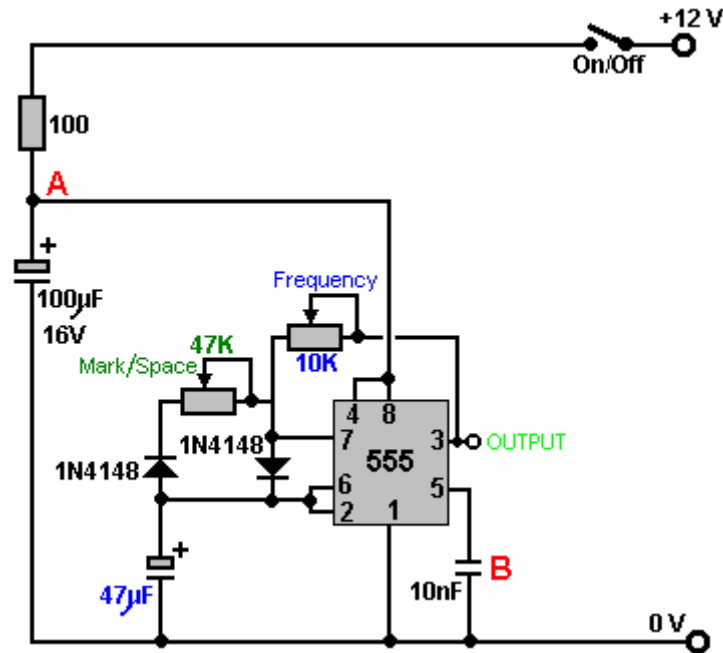 +12 V
On/Off
100
A
+
Frequency
100µF
16V
47K
Mark/Space
10K
4 8
1N4148
7
3
OUTPUT
555
1N4148
6
5
2
1
+
47µF
10nF
B
0 V